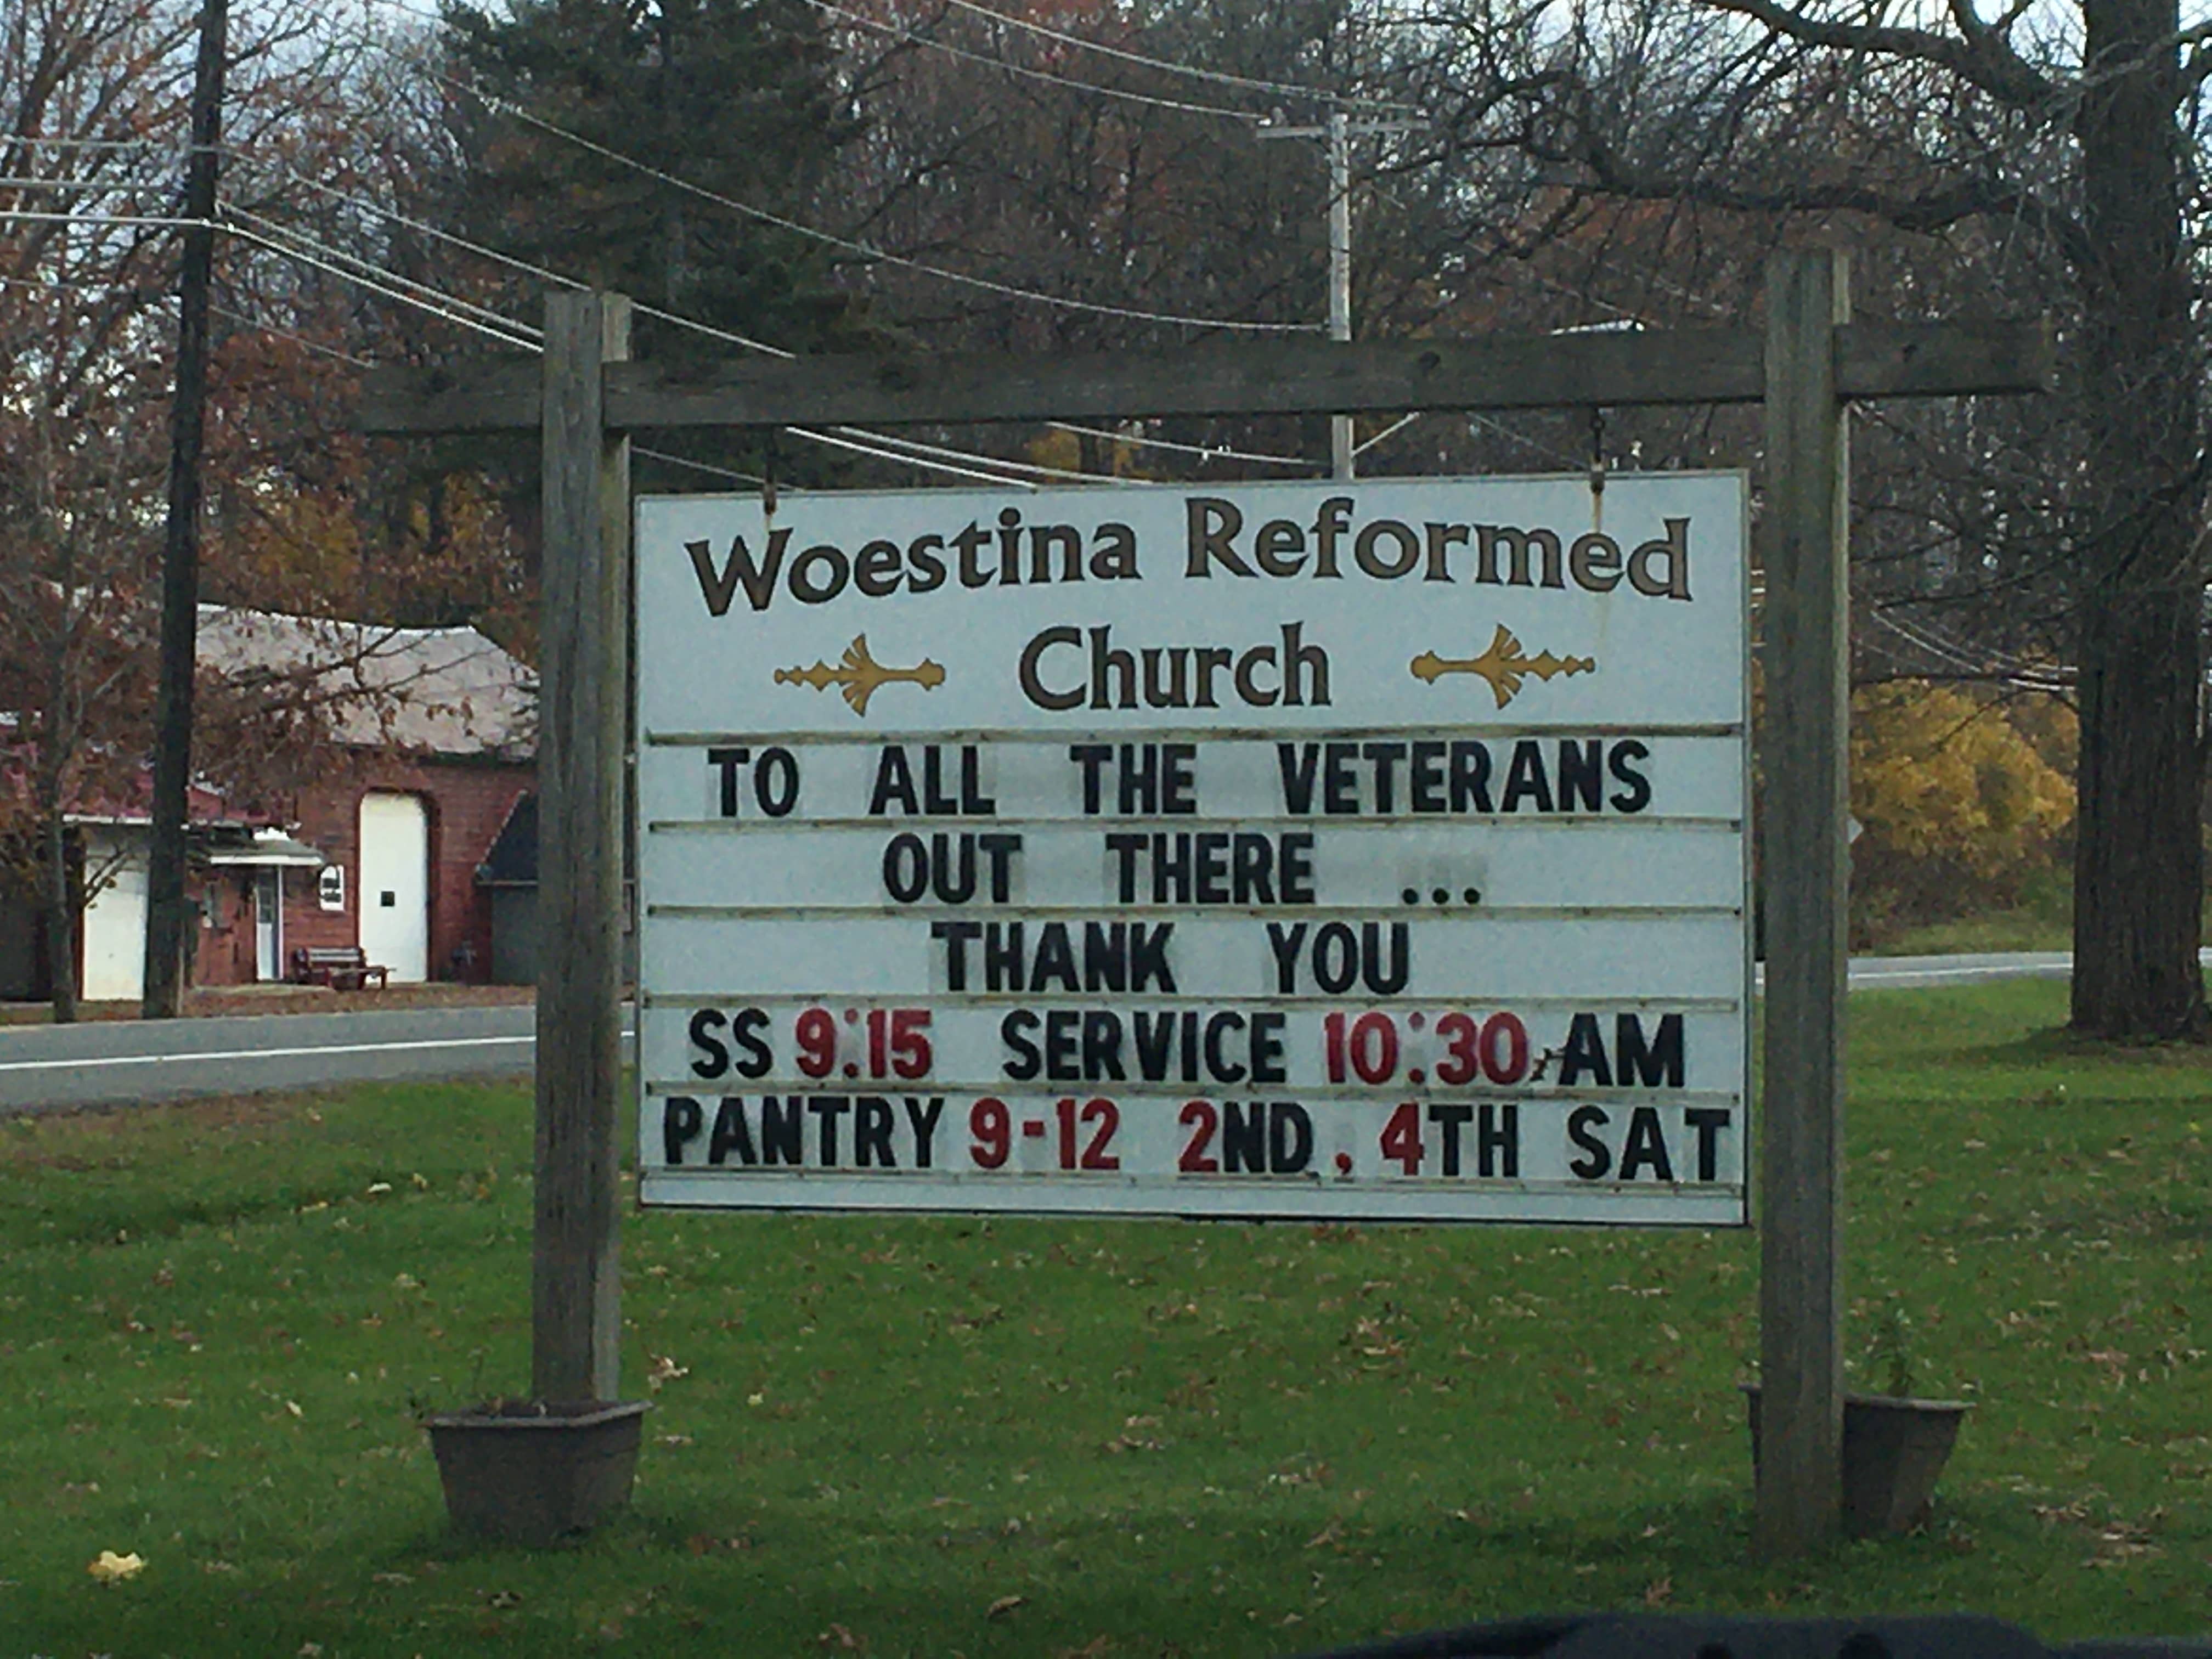 Woestina Reformed
Church
TO ALL THE VETERANS
OUT THERE ...
THANK YOU
SS 9:15 SERVICE 10:30 AM
PANTRY 9-12 2ND, 4TH SAT